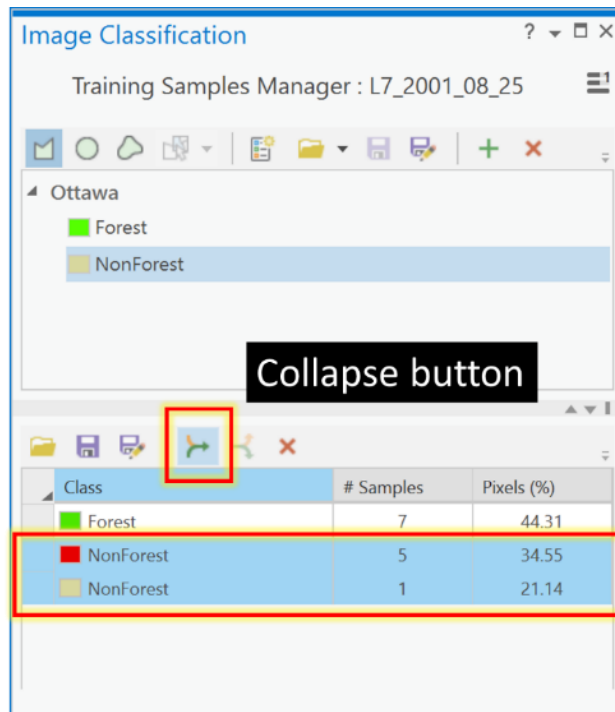 Image Classification ?
Training Samples Manager : L7_2001_08_25
Ottawa
Forest
NonForest
Collapse button
Class # Samples Pixels (%)
Forest 7 44.31
NonForest 5 34.55
NonForest 1 21.14